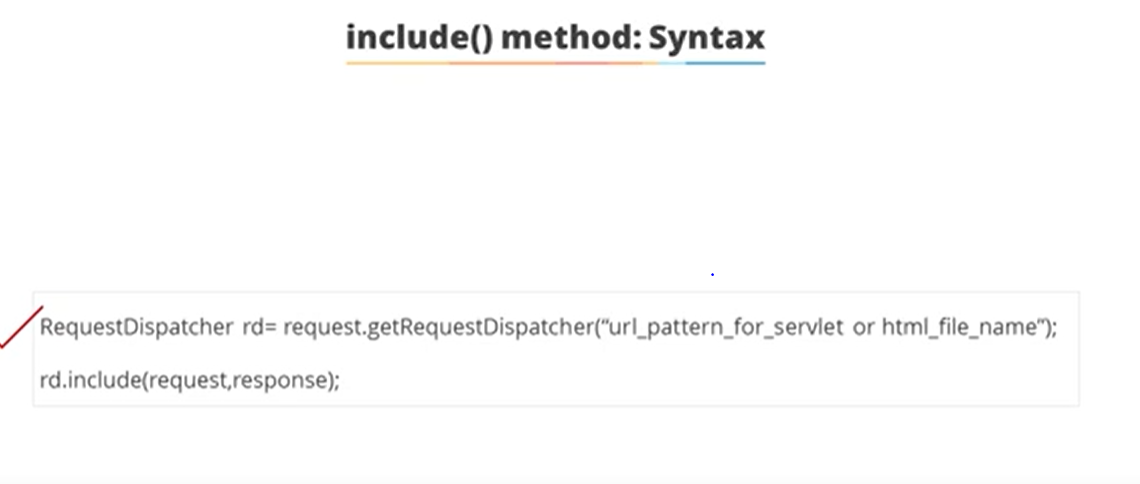 include() method: Syntax
RequestDispatcher rd= request.getRequestDispatcher(“url_pattern_for_servlet or html_file_name”);
rd.include(request,response);